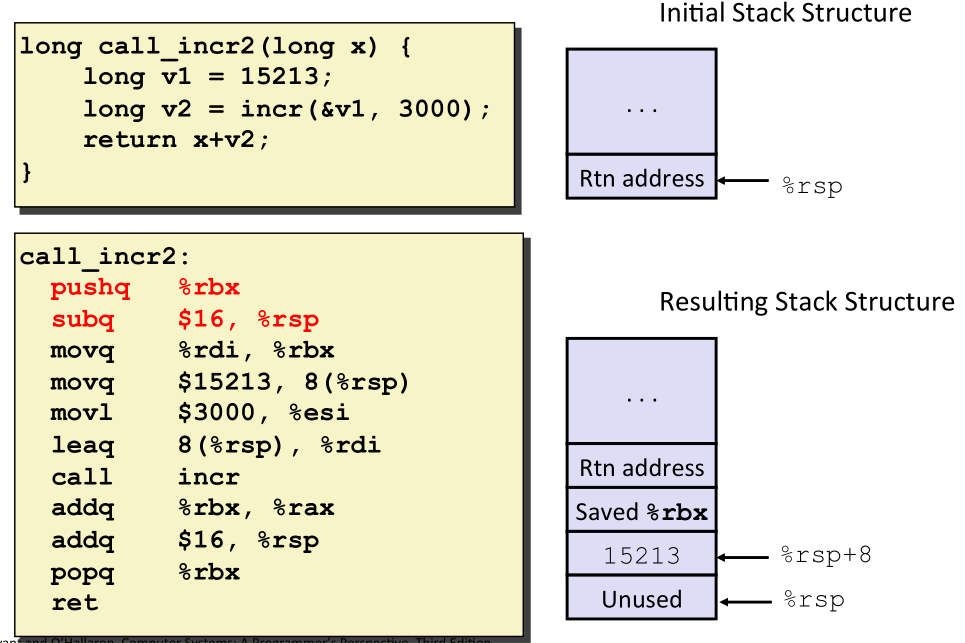 long call_incr2(long x) {
    long v1 = 15213;
    long v2 = incr(&v1, 3000);
    return x+v2;
}
call_incr2:
  pushq   %rbx
  subq    $16, %rsp
  movq    %rdi, %rbx
  movq    $15213, 8(%rsp)
  movl    $3000, %esi
  leaq    8(%rsp), %rdi
  call    incr
  addq    %rbx, %rax
  addq    $16, %rsp
  popq    %rbx
  ret
Initial Stack Structure
...
Rtn address
%rsp
Resulting Stack Structure
...
Rtn address
Saved %rbx
15213
%rsp+8
Unused
%rsp
and O'Hallaron, Computer Systems: A Programmer's Perspective, Third Edition